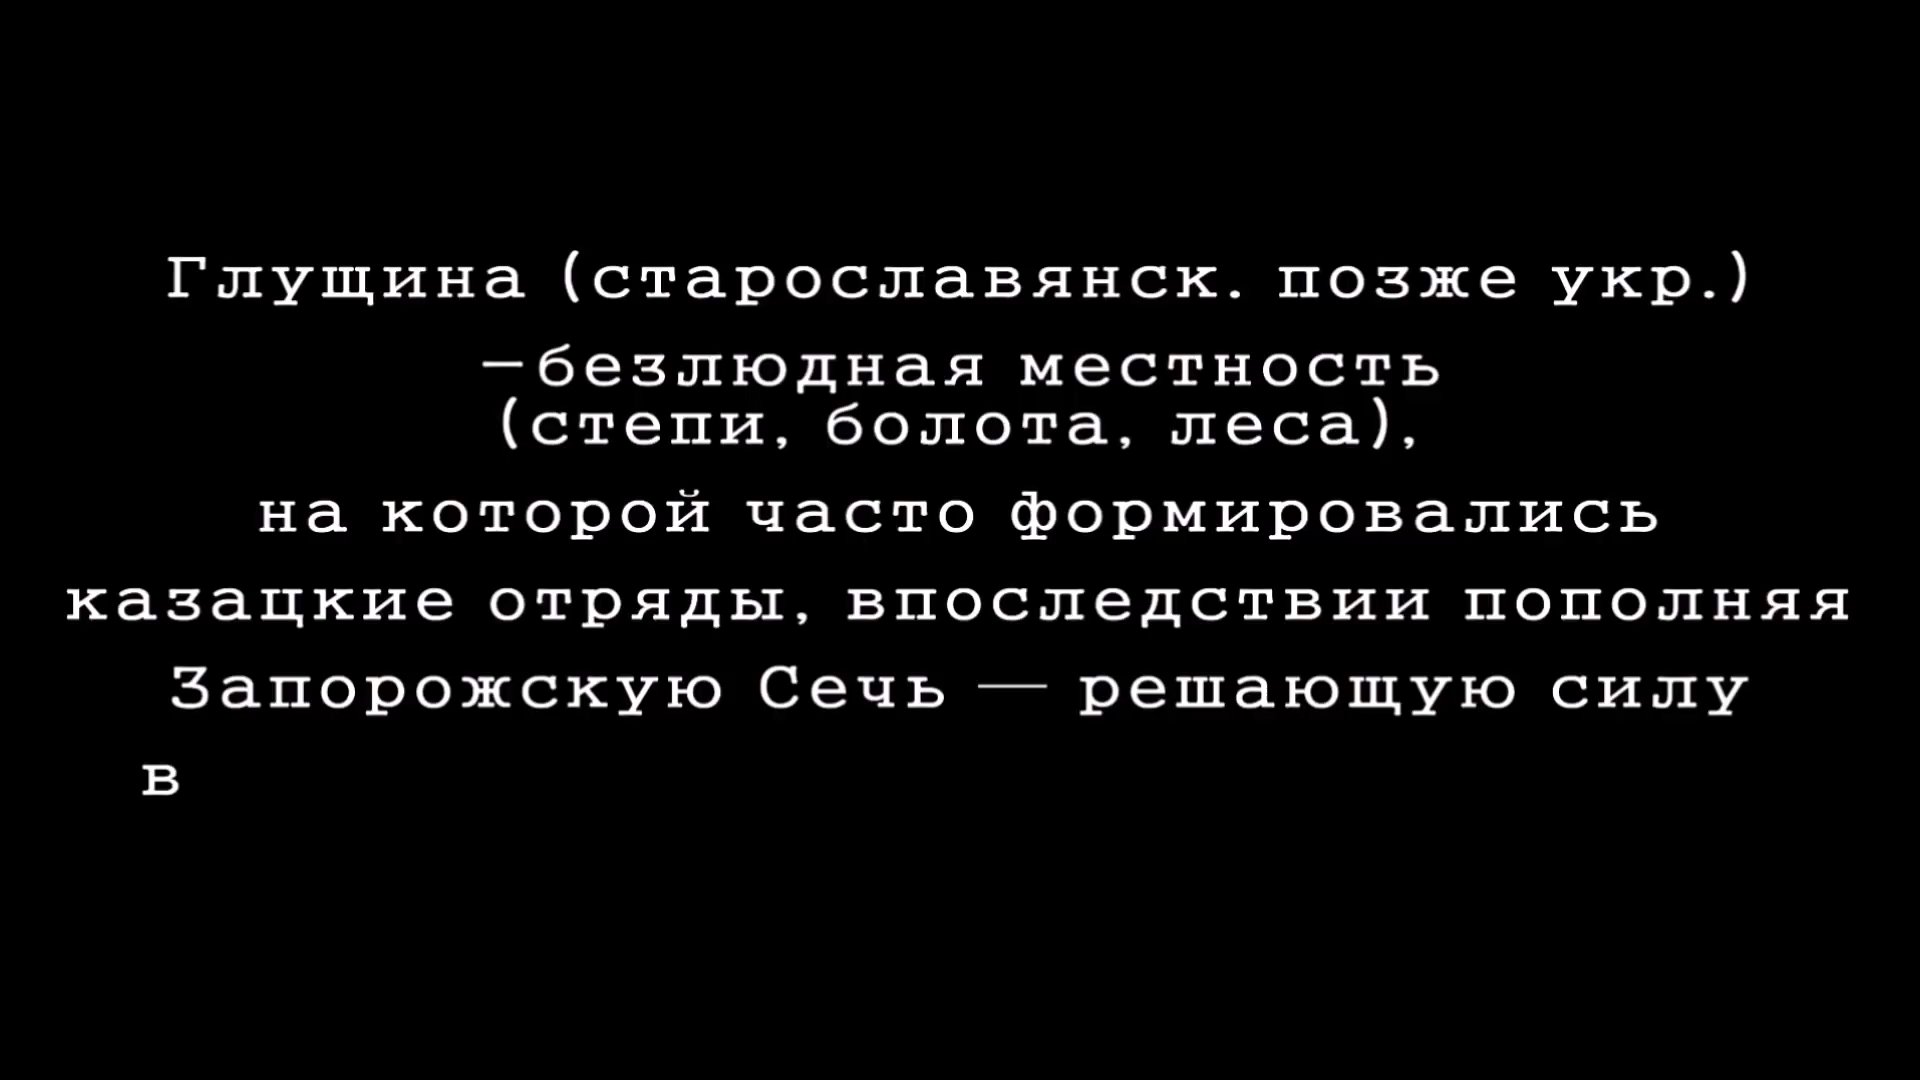 Глущина (старославянск. позже укр.)
—безлюдная местность
(степи, болота, леса),
на которой часто формировались
казацкие отряды, впоследствии пополняя
Запорожскую Сечь — решающую силу
в